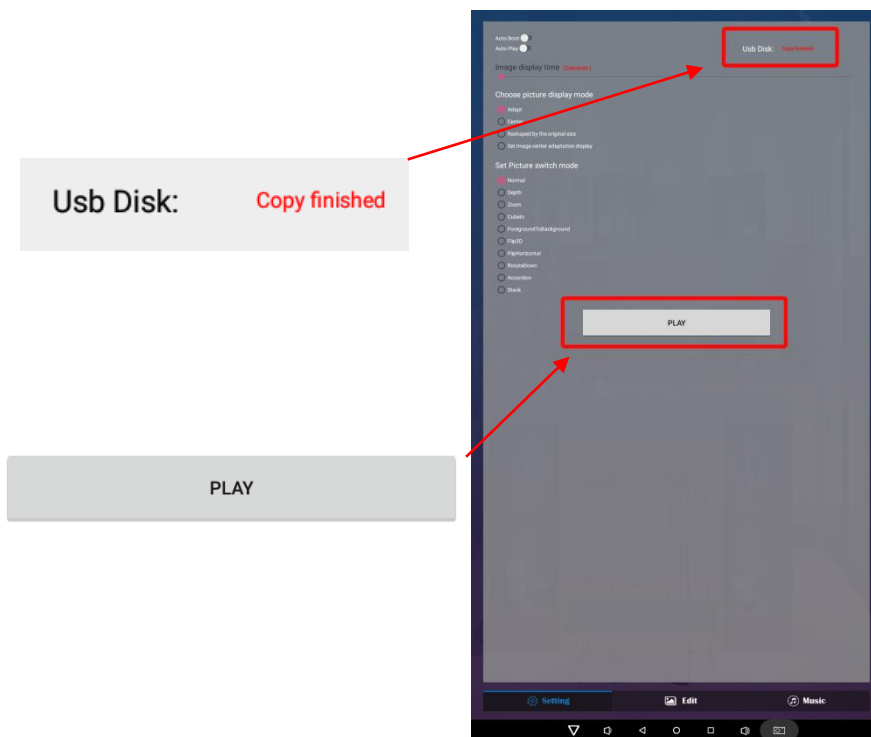 Usb Disk: Copy finished
PLAY
Auto Boot
Auto Play
Usb Disk: Copy finished
Image display time (Seconds)
Choose picture display mode
Adapt
Center
Reshaped by the original size
Set image center adaptation display
Set Picture switch mode
Normal
Depth
Zoom
CubeIn
ForegroundToBackground
Flip3D
FlipHorizontal
RotateDown
Accordion
Stack
PLAY
Setting Edit Music